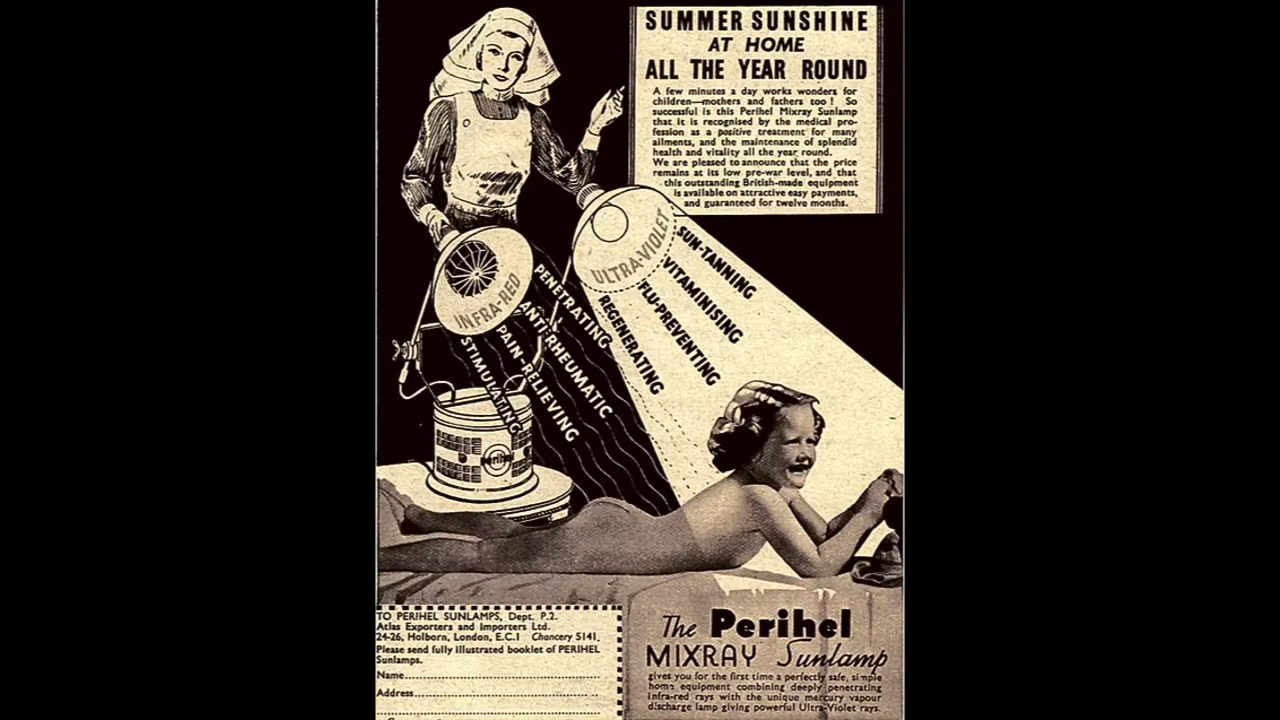 SUMMER SUNSHINE
AT HOME
ALL THE YEAR ROUND
A few minutes a day works wonders for
children—mothers and fathers too! So
successful is this Perihel Mixray Sunlamp
that it is recognised by the medical pro-
fession as a positive treatment for many
ailments, and the maintenance of splendid
health and vitality all the year round.
We are pleased to announce that the price
remains at its low pre-war level, and that
this outstanding British-made equipment
is available on attractive easy payments,
and guaranteed for twelve months.
INFRA-RED
STIMULATING
PAIN-RELIEVING
ANTI-RHEUMATIC
PENETRATING
ULTRA-VIOLET
REGENERATING
FLU-PREVENTING
VITAMINISING
SUN-TANNING
Perihel
TO PERIHEL SUNLAMPS, Dept. P.2.
Atlas Exporters and Importers Ltd.
24-26, Holborn, London, E.C.1 Chancery 5141.
Please send fully illustrated booklet of PERIHEL
Sunlamps.
Name
Address
The Perihel
MIXRAY Sunlamp
gives you for the first time a perfectly safe, simple
home equipment combining deeply penetrating
infra-red rays with the unique mercury vapour
discharge lamp giving powerful Ultra-Violet rays.